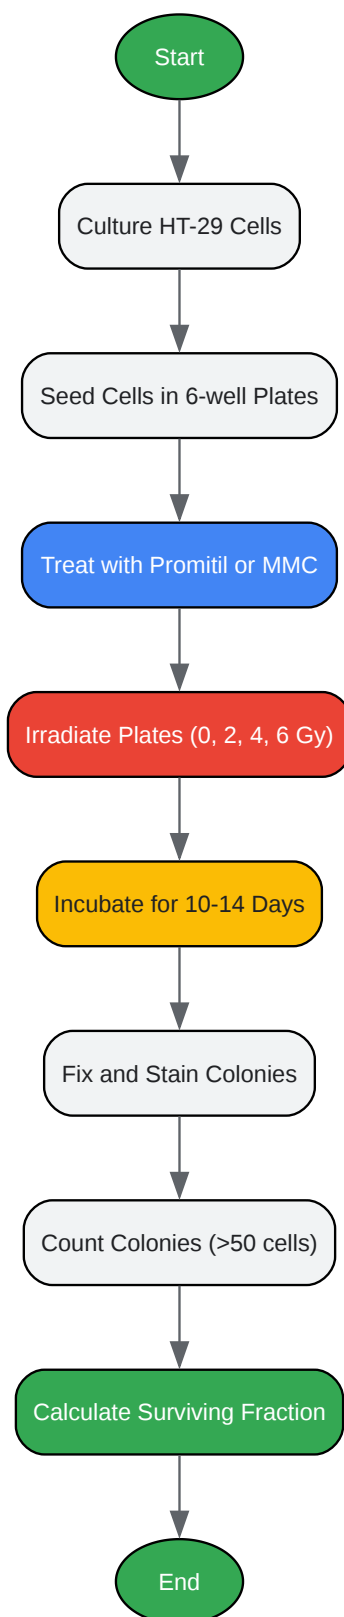 Start
Culture HT-29 Cells
Seed Cells in 6-well Plates
Treat with Promitil or MMC
Irradiate Plates (0, 2, 4, 6 Gy)
Incubate for 10-14 Days
Fix and Stain Colonies
Count Colonies (>50 cells)
Calculate Surviving Fraction
End